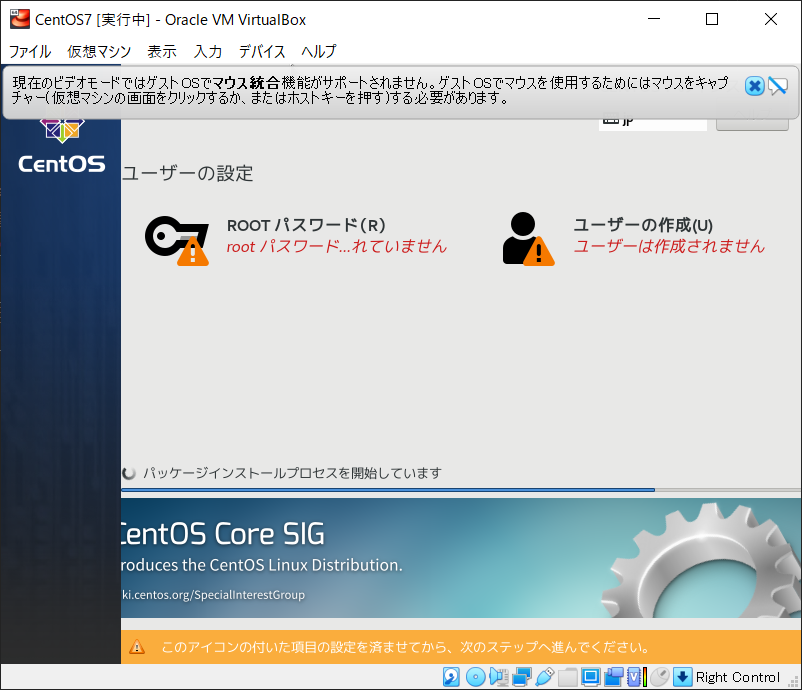 CentOS7 [実行中] - Oracle VM VirtualBox
ファイル 仮想マシン 表示 入力 デバイス ヘルプ
現在のビデオモードではゲストOSでマウス統合機能がサポートされません。ゲストOSでマウスを使用するためにはマウスをキャプ
チャー(仮想マシンの画面をクリックするか、またはホストキーを押す)する必要があります。
jp
CentOS
ユーザーの設定
ROOT パスワード(R)
root パスワード...れていません
ユーザーの作成(U)
ユーザーは作成されません
パッケージインストールプロセスを開始しています
CentOS Core SIG
roduces the CentOS Linux Distribution.
ki.centos.org/SpecialInterestGroup
このアイコンの付いた項目の設定を済ませてから、次のステップへ進んでください。
Right Control